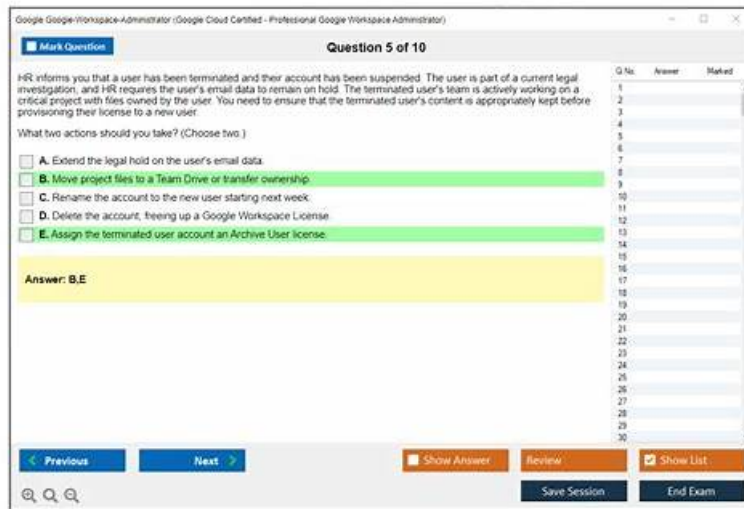 Google Google-Workspace-Administrator (Google Cloud Certified - Professional Google Workspace Administrator)
Mark Question
Question 5 of 10
HR informs you that a user has been terminated and their account has been suspended. The user is part of a current legal
investigation, and HR requires the user's email data to remain on hold. The terminated user's team is actively working on a
critical project with files owned by the user. You need to ensure that the terminated user's content is appropriately kept before
provisioning their license to a new user.
What two actions should you take? (Choose two.)
A. Extend the legal hold on the user's email data.
B. Move project files to a Team Drive or transfer ownership.
C. Rename the account to the new user starting next week.
D. Delete the account, freeing up a Google Workspace License.
E. Assign the terminated user account an Archive User license.
Answer: B,E
Q.No. Answer Marked
1
2
3
4
5
6
7
8
9
10
11
12
13
14
15
16
17
18
19
20
21
22
23
24
25
26
27
28
29
30
Previous
Next
Show Answer
Review
Show List
Save Session
End Exam